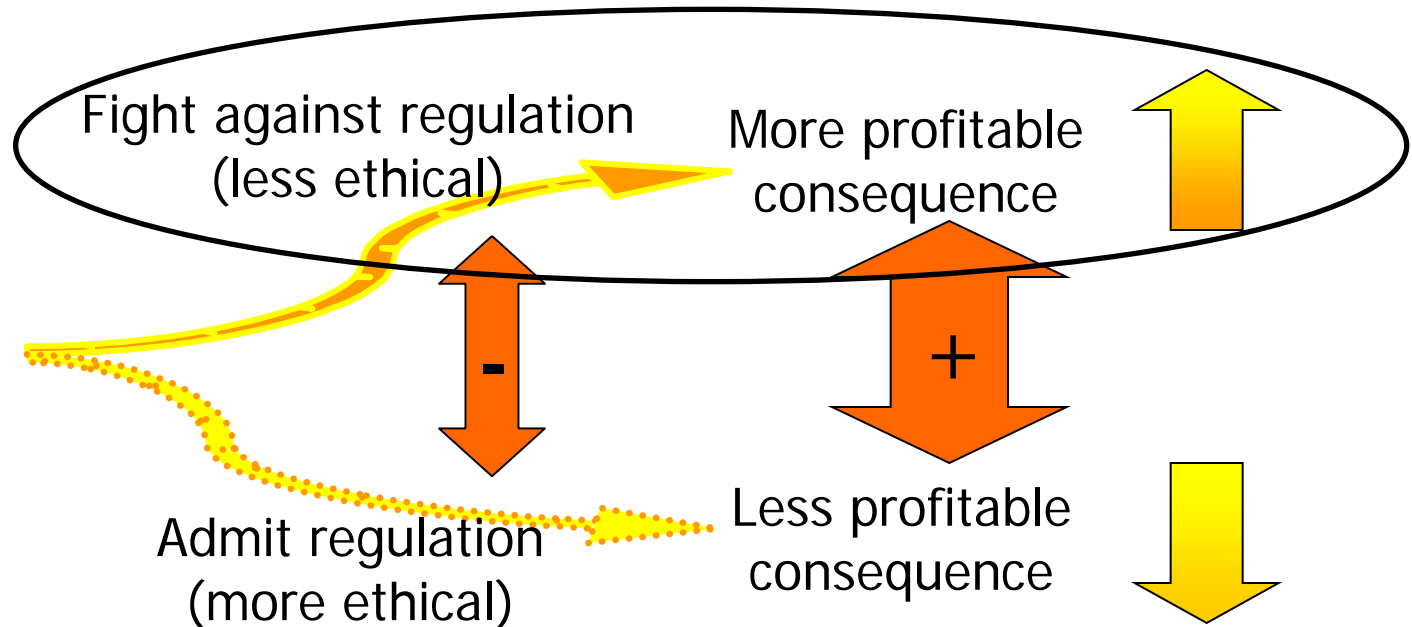 Fight against regulation
(less ethical)
More profitable
consequence
-
+
Admit regulation
(more ethical)
Less profitable
consequence